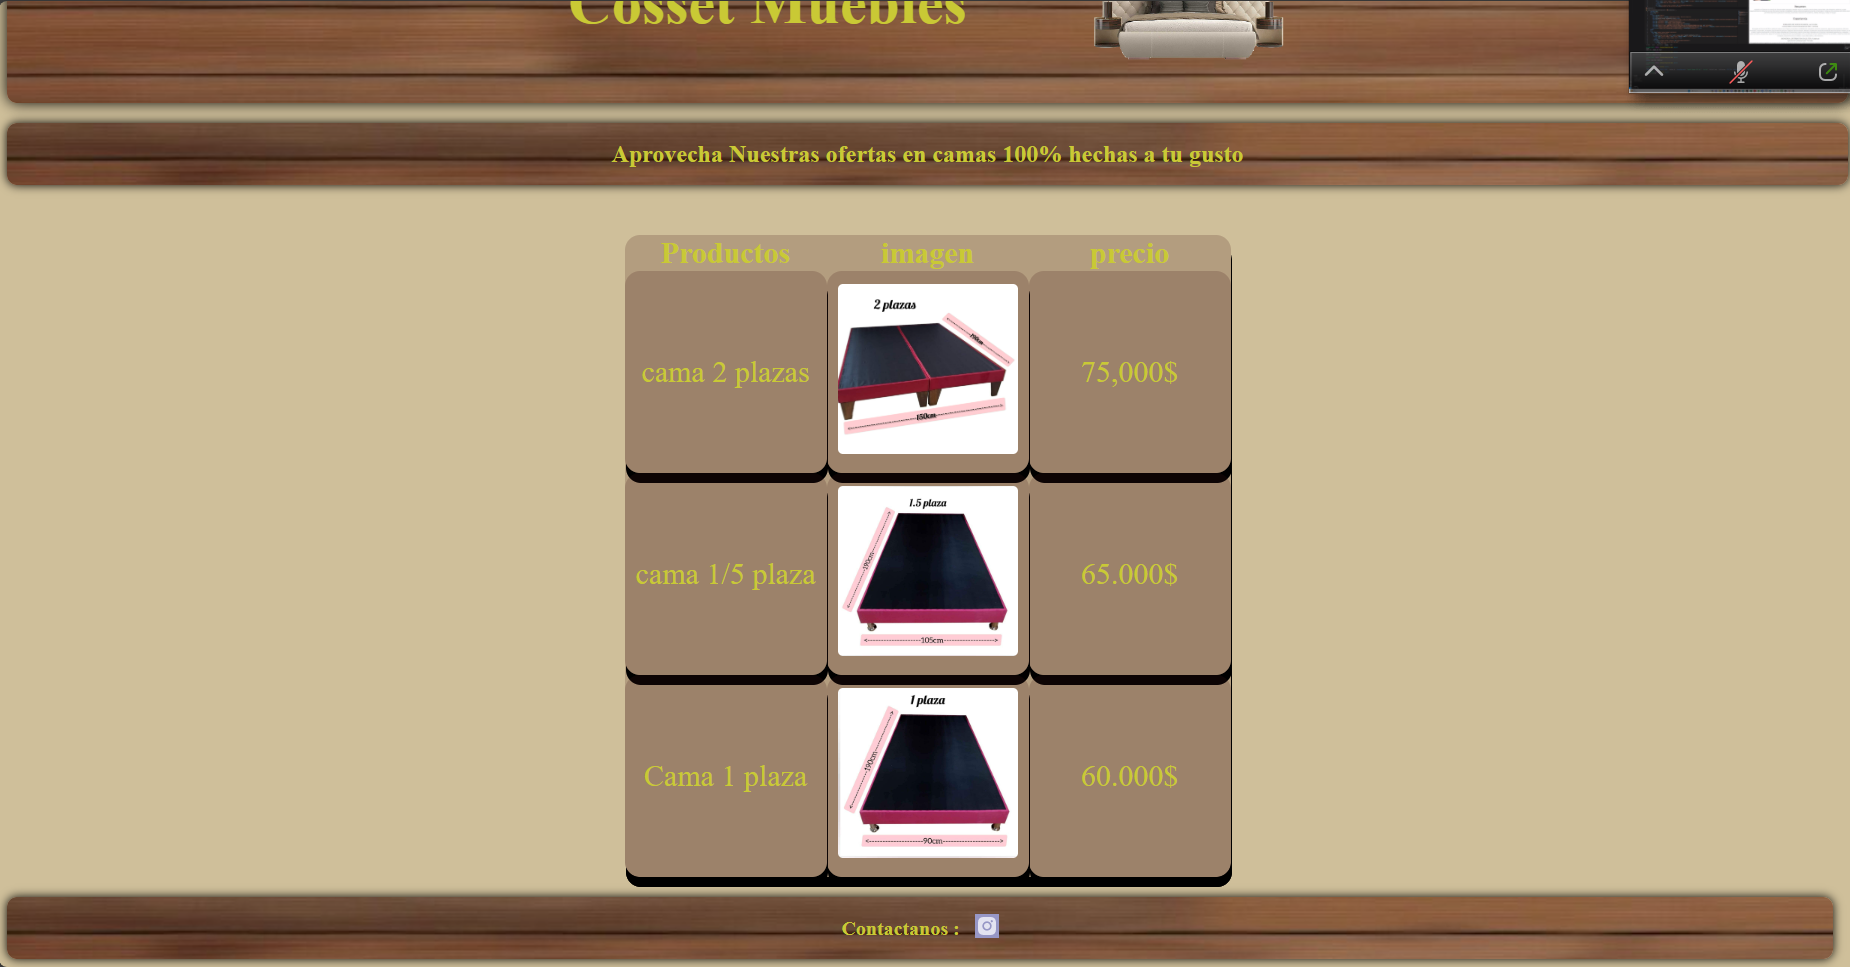 Cosset Muebles
Aprovecha Nuestras ofertas en camas 100% hechas a tu gusto
Productos imagen precio
cama 2 plazas
2 plazas
190cm
150cm
75,000$
cama 1/5 plaza
1.5 plaza
190cm
105cm
65.000$
Cama 1 plaza
1 plaza
190cm
90cm
60.000$
Contactanos :